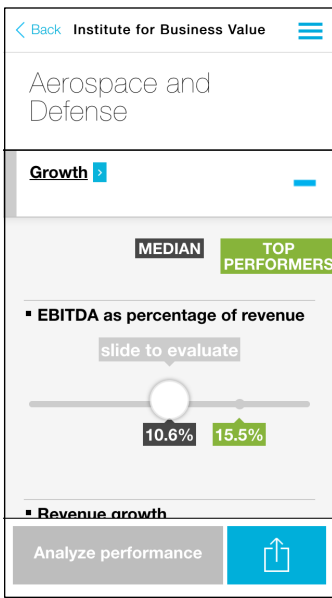 Back Institute for Business Value
Aerospace and
Defense
Growth
MEDIAN
TOP
PERFORMERS
EBITDA as percentage of revenue
slide to evaluate
10.6% 15.5%
Revenue growth
Analyze performance